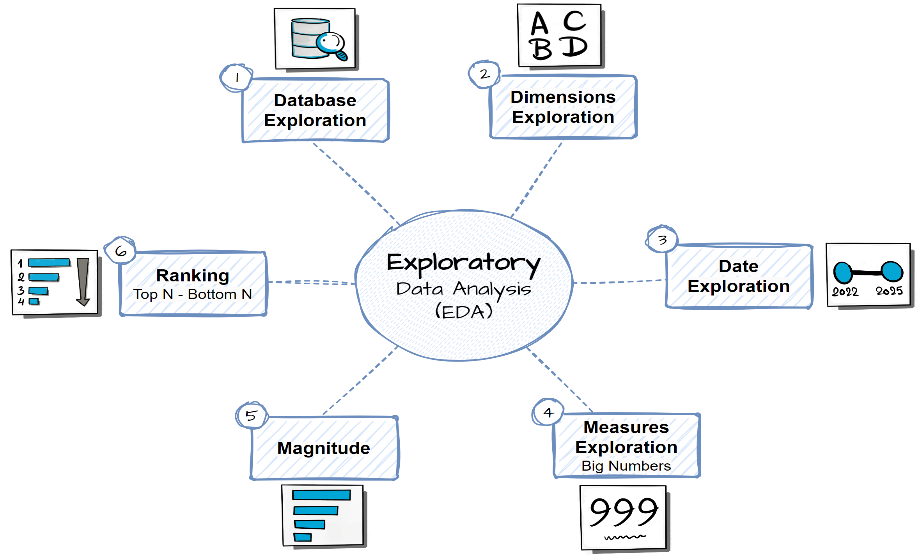 A C
B D
1
Database
Exploration
2
Dimensions
Exploration
Exploratory
Data Analysis
(EDA)
3
Date
Exploration
2022 2025
4
Measures
Exploration
Big Numbers
999
5
Magnitude
6
Ranking
Top N - Bottom N
1
2
3
4